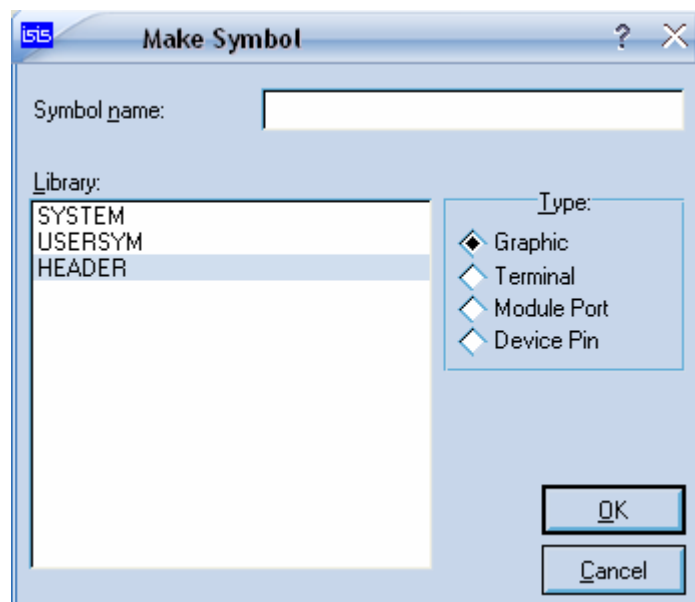 isis Make Symbol ?
Symbol name:
Library:
SYSTEM
USERSYM
HEADER
Type:
Graphic
Terminal
Module Port
Device Pin
OK
Cancel